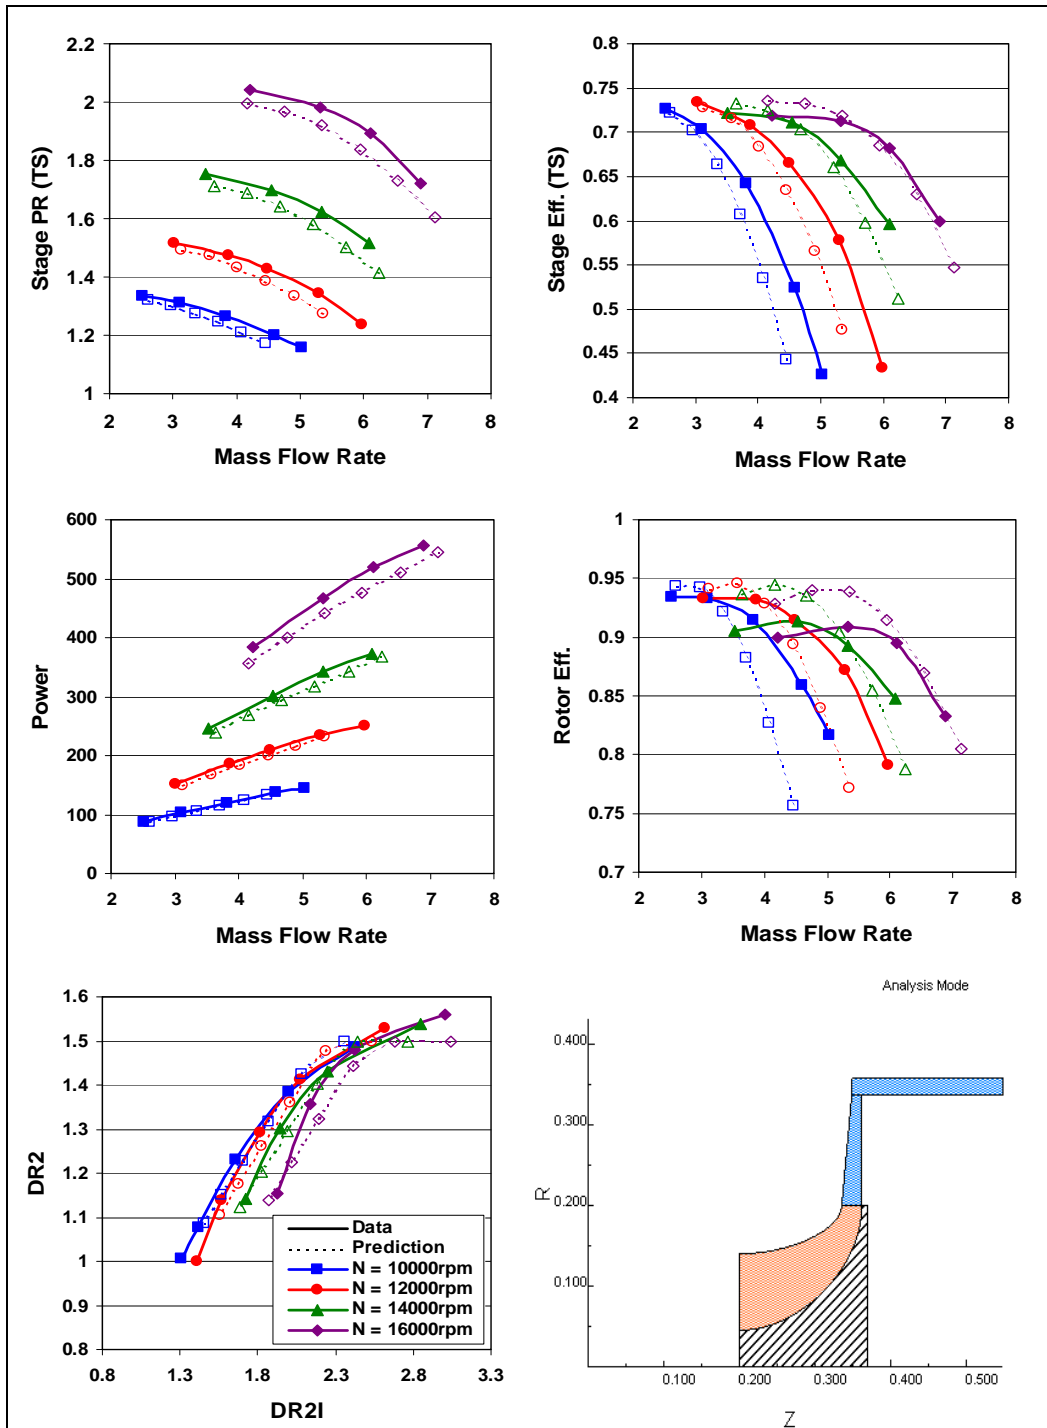 2.2
2
1.8
1.6
1.4
1.2
1
Stage PR (TS)
2 3 4 5 6 7 8
Mass Flow Rate
0.8
0.75
0.7
0.65
0.6
0.55
0.5
0.45
0.4
Stage Eff. (TS)
2 3 4 5 6 7 8
Mass Flow Rate
600
500
400
300
200
100
0
Power
2 3 4 5 6 7 8
Mass Flow Rate
1
0.95
0.9
0.85
0.8
0.75
0.7
Rotor Eff.
2 3 4 5 6 7 8
Mass Flow Rate
1.6
1.5
1.4
1.3
1.2
1.1
1
0.9
0.8
DR2
Data
Prediction
N = 10000rpm
N = 12000rpm
N = 14000rpm
N = 16000rpm
0.8 1.3 1.8 2.3 2.8 3.3
DR2I
Analysis Mode
0.400
0.300
0.200
0.100
R
0.100 0.200 0.300 0.400 0.500
Z